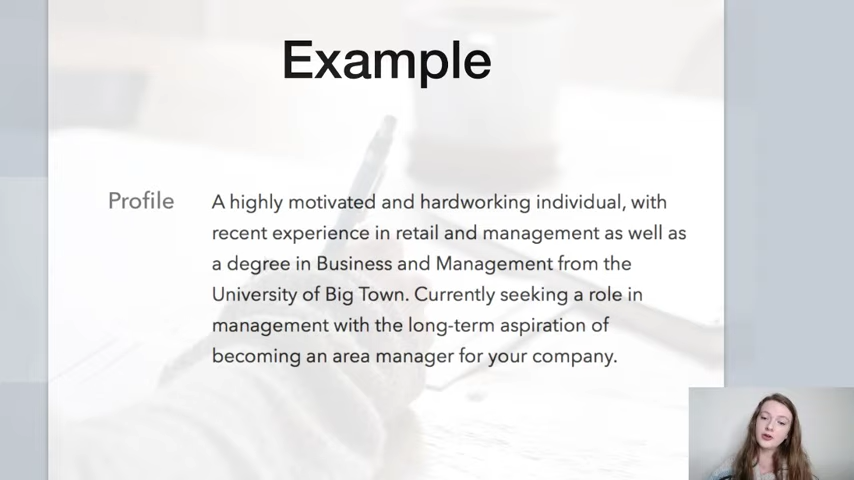 Example
Profile
A highly motivated and hardworking individual, with
recent experience in retail and management as well as
a degree in Business and Management from the
University of Big Town. Currently seeking a role in
management with the long-term aspiration of
becoming an area manager for your company.